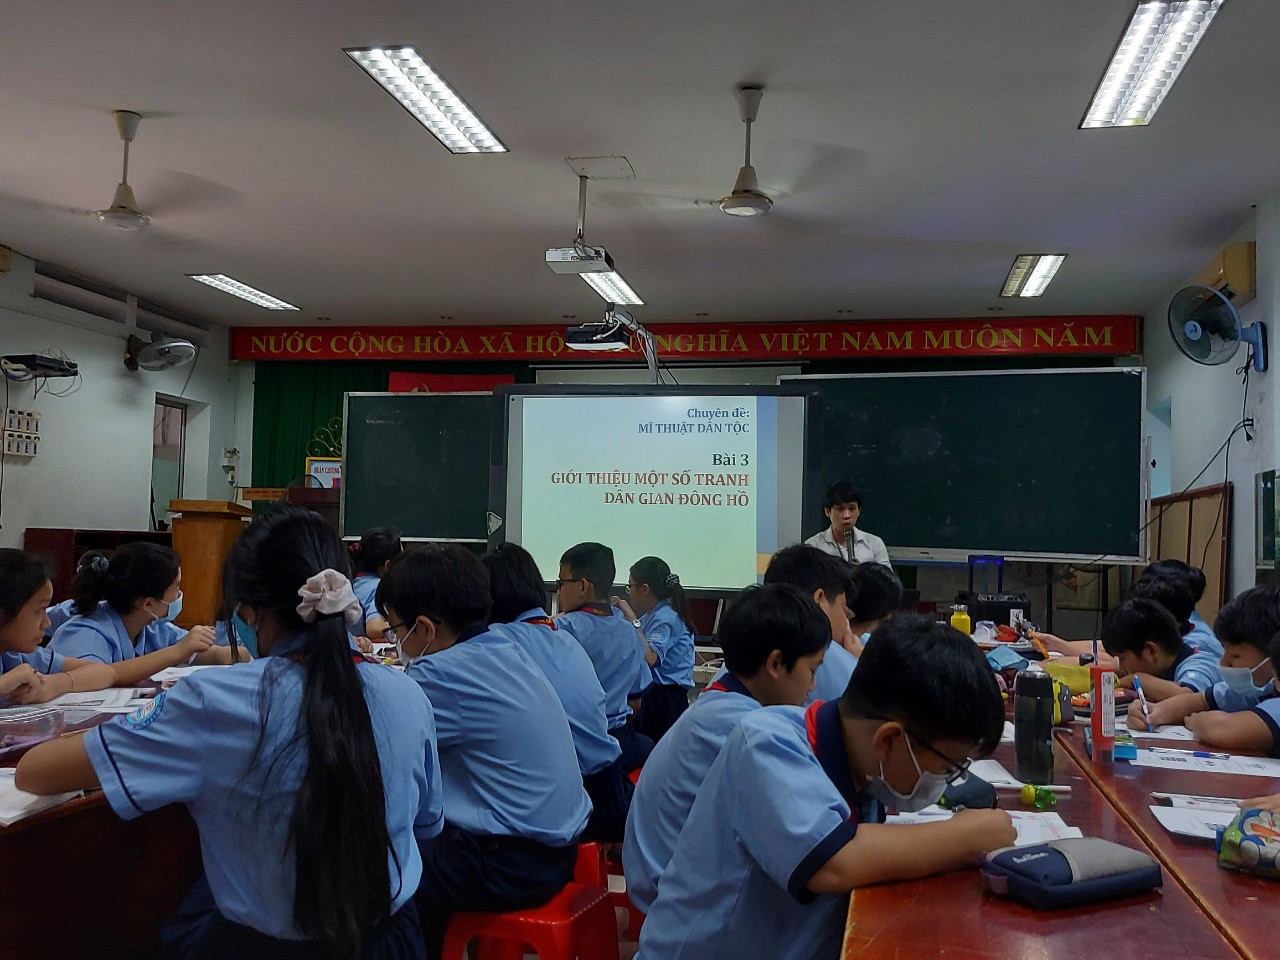 NƯỚC CỘNG HÒA XÃ HỘI NGHĨA VIỆT NAM MUÔN NĂM
Chuyên đề:
MĨ THUẬT DÂN TỘC
Bài 3
GIỚI THIỆU MỘT SỐ TRANH
DÂN GIAN ĐÔNG HỒ